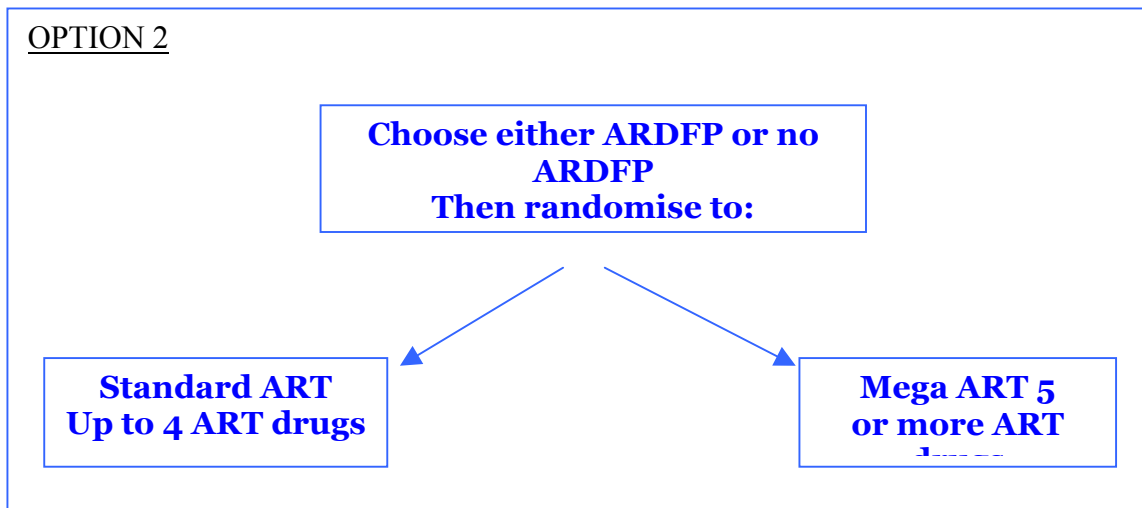 OPTION 2
Choose either ARDFP or no
ARDFP
Then randomise to:
Standard ART
Up to 4 ART drugs
Mega ART 5
or more ART